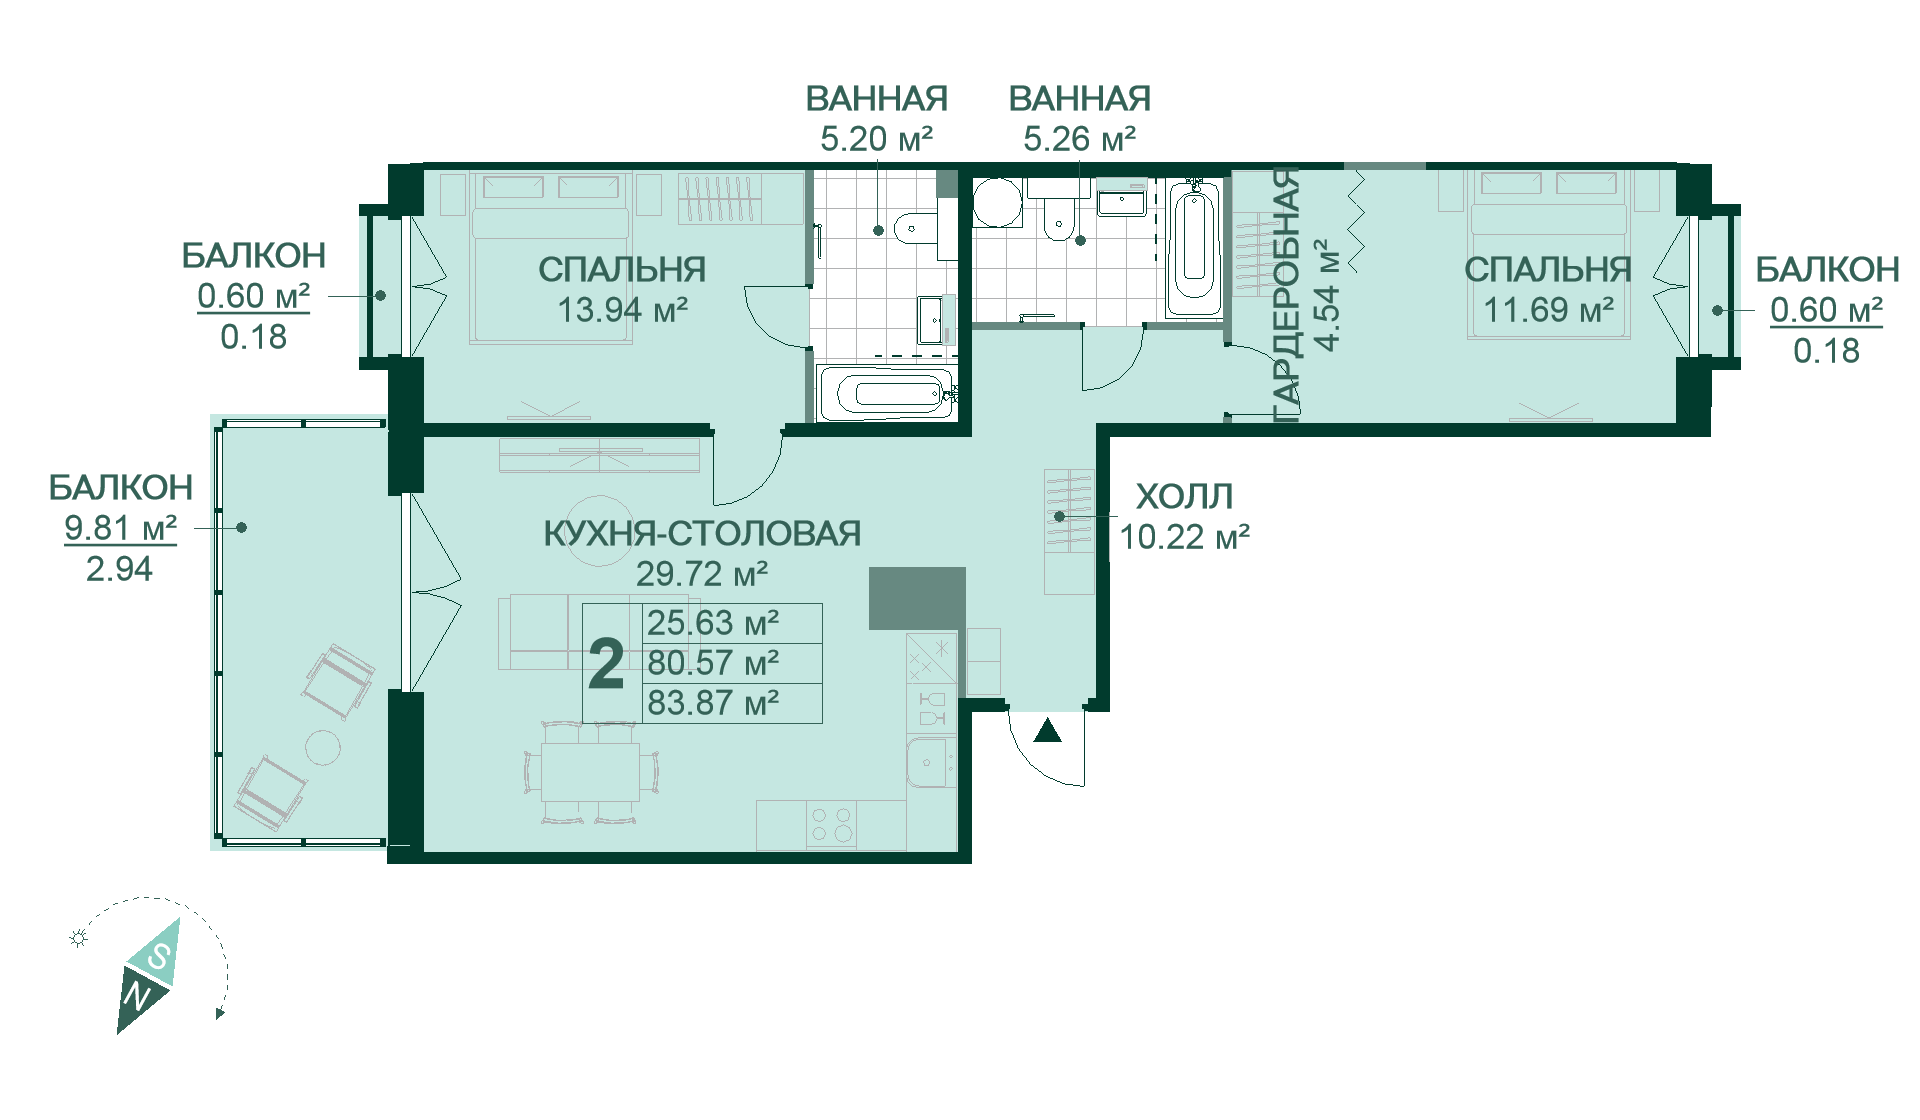 ВАННАЯ
5.20 м²
ВАННАЯ
5.26 м²
БАЛКОН
0.60 м²
0.18
СПАЛЬНЯ
13.94 м²
ГАРДЕРОБНАЯ
4.54 м²
СПАЛЬНЯ
11.69 м²
БАЛКОН
0.60 м²
0.18
БАЛКОН
9.81 м²
2.94
КУХНЯ-СТОЛОВАЯ
29.72 м²
ХОЛЛ
10.22 м²
2
25.63 м²
80.57 м²
83.87 м²
S
N